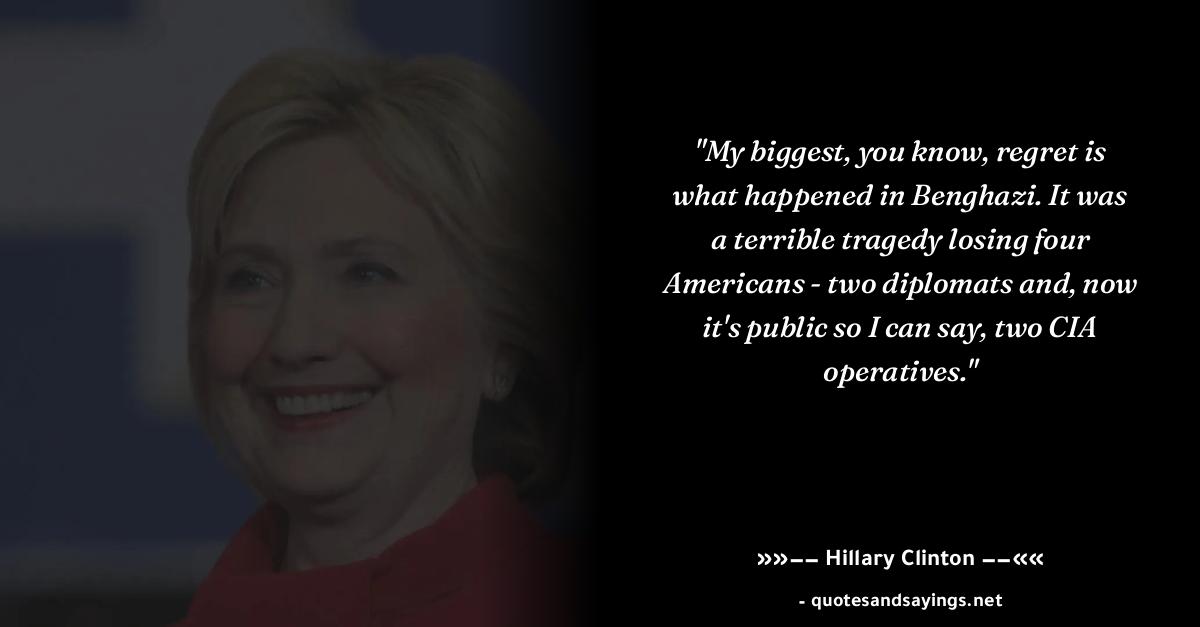 "My biggest, you know, regret is
what happened in Benghazi. It was
a terrible tragedy losing four
Americans - two diplomats and, now
it's public so I can say, two CIA
operatives."
»»–– Hillary Clinton ––««
- quotesandsayings.net